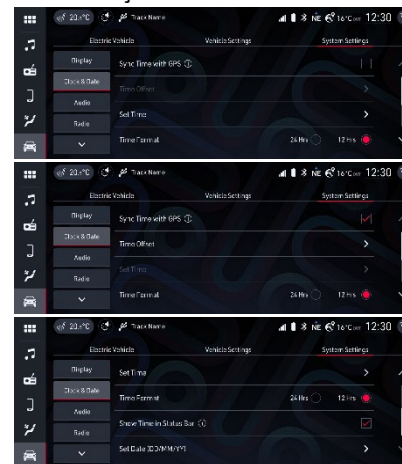 20.5°C Track Name NE 16°C 12:30
Electric Vehicle Vehicle Settings System Settings
Display Sync Time with GPS
Clock & Date Time Offset
Audio Set Time
Radio Time Format 24 Hrs 12 Hrs
20.5°C Track Name NE 16°C 12:30
Electric Vehicle Vehicle Settings System Settings
Display Sync Time with GPS
Clock & Date Time Offset
Audio Set Time
Radio Time Format 24 Hrs 12 Hrs
20.5°C Track Name NE 16°C 12:30
Electric Vehicle Vehicle Settings System Settings
Display Set Time
Clock & Date Time Format 24 Hrs 12 Hrs
Audio Show Time in Status Bar
Radio Set Date (DD/MM/YY)